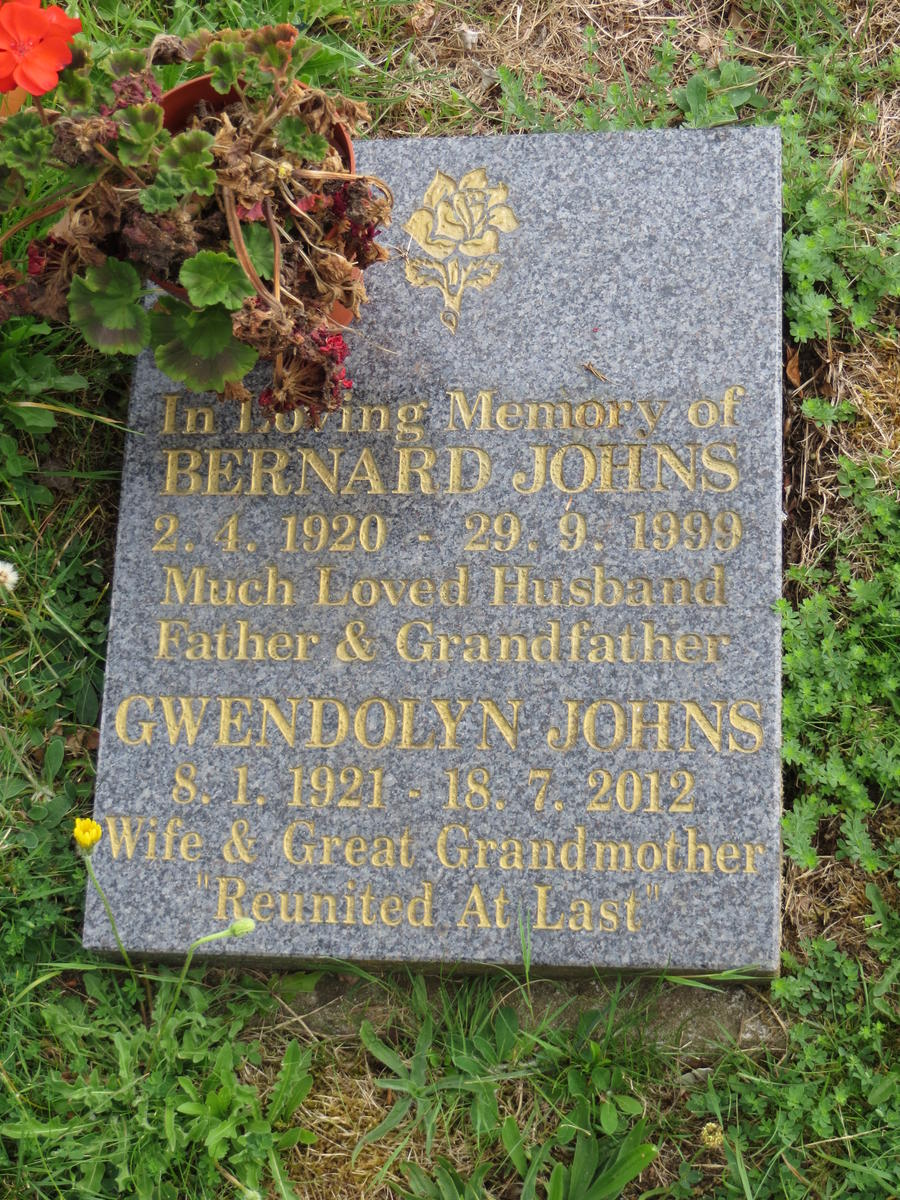 In Loving Memory of
BERNARD JOHNS
2. 4. 1920 - 29. 9. 1999
Much Loved Husband
Father & Grandfather
GWENDOLYN JOHNS
8. 1. 1921 - 18. 7. 2012
Wife & Great Grandmother
"Reunited At Last"